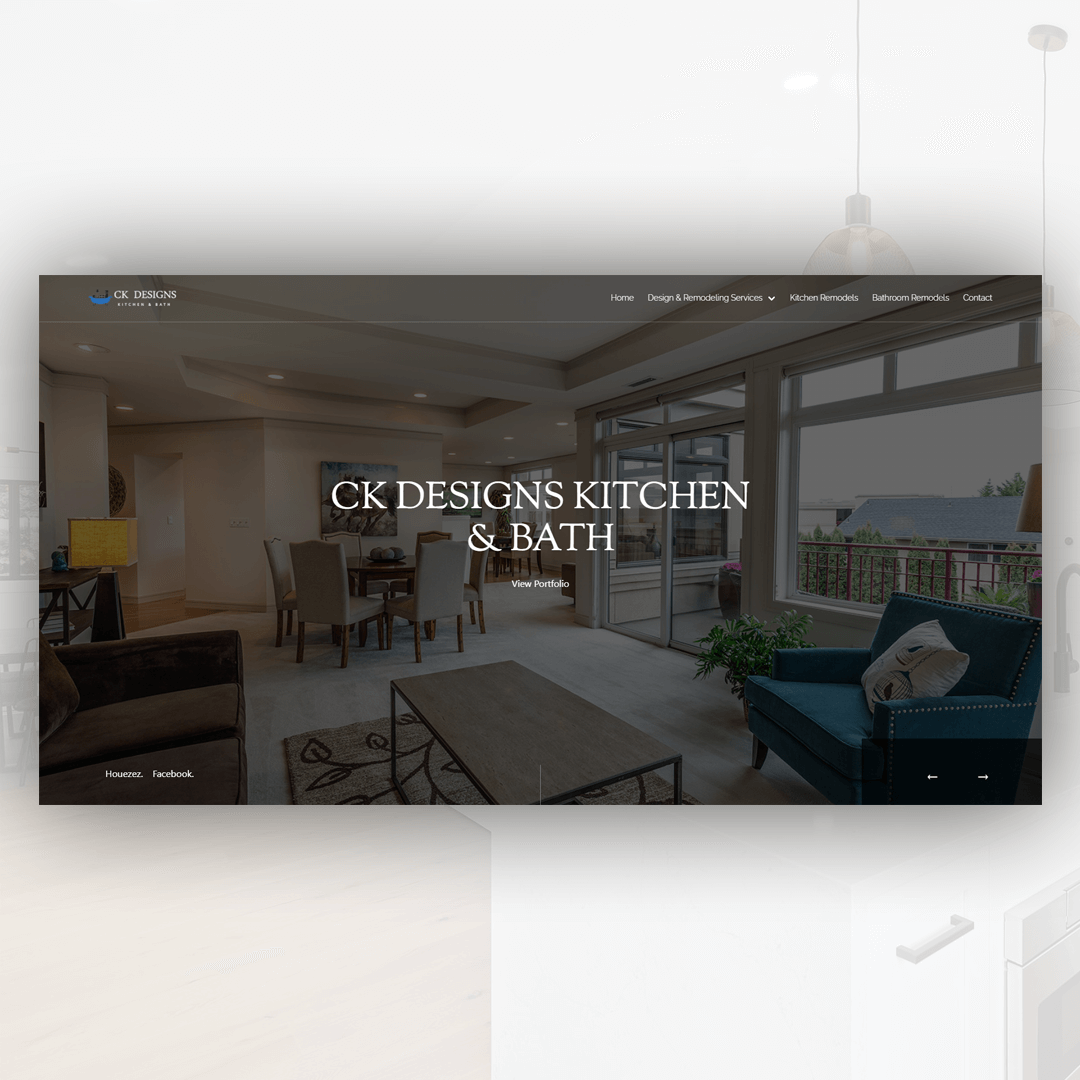 CK DESIGNS
KITCHEN & BATH
Home Design & Remodeling Services Kitchen Remodels Bathroom Remodels Contact
CK DESIGNS KITCHEN
& BATH
View Portfolio
Houezez. Facebook.